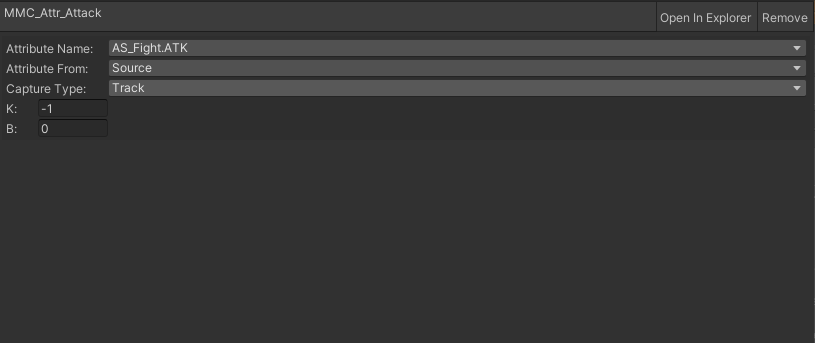 MMC_Attr_Attack Open In Explorer Remove
Attribute Name: AS_Fight.ATK
Attribute From: Source
Capture Type: Track
K: -1
B: 0